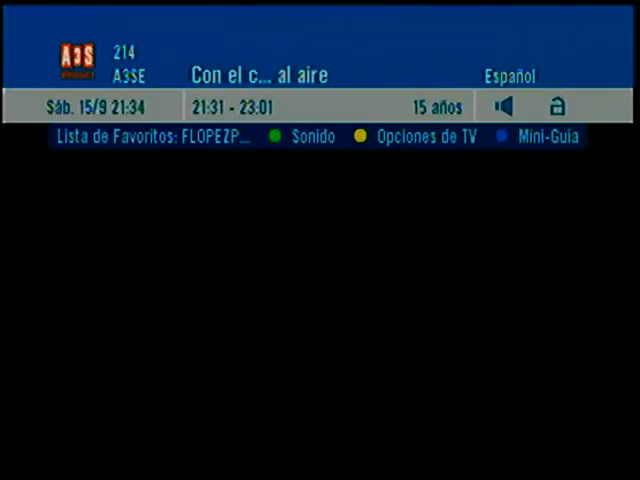 A3S
214
A3SE
Con el c... al aire
Español
Sáb. 15/9 21:34
21:31 - 23:01
15 años
Lista de Favoritos: FLOPEZP...
Sonido
Opciones de TV
Mini-Guía